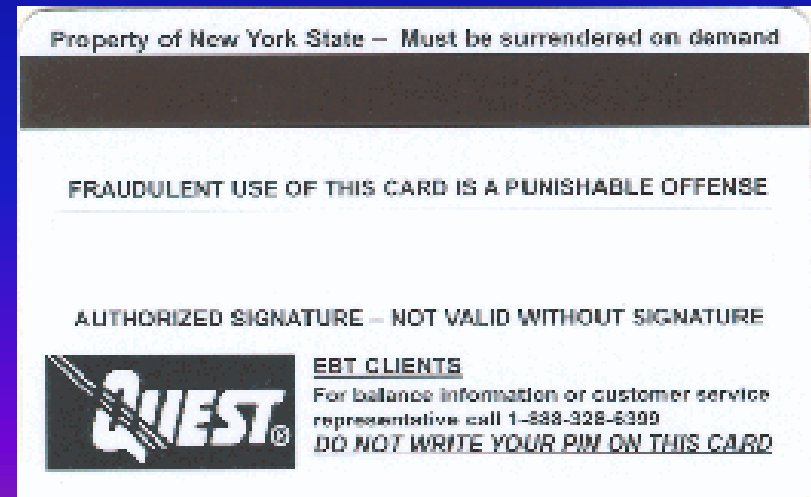 Property of New York State – Must be surrendered on demand
FRAUDULENT USE OF THIS CARD IS A PUNISHABLE OFFENSE
AUTHORIZED SIGNATURE – NOT VALID WITHOUT SIGNATURE
QUEST®
EBT CLIENTS
For balance information or customer service
representative call 1-888-328-6399
DO NOT WRITE YOUR PIN ON THIS CARD